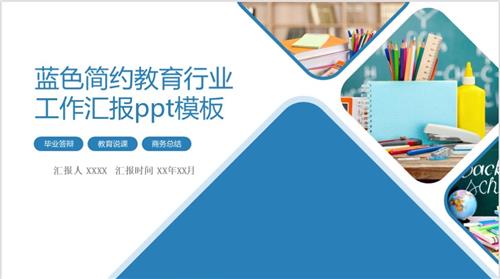 蓝色简约教育行业
工作汇报ppt模板
毕业答辩 教育说课 商务总结
汇报人 XXXX 汇报时间 XX年XX月
Back
scho